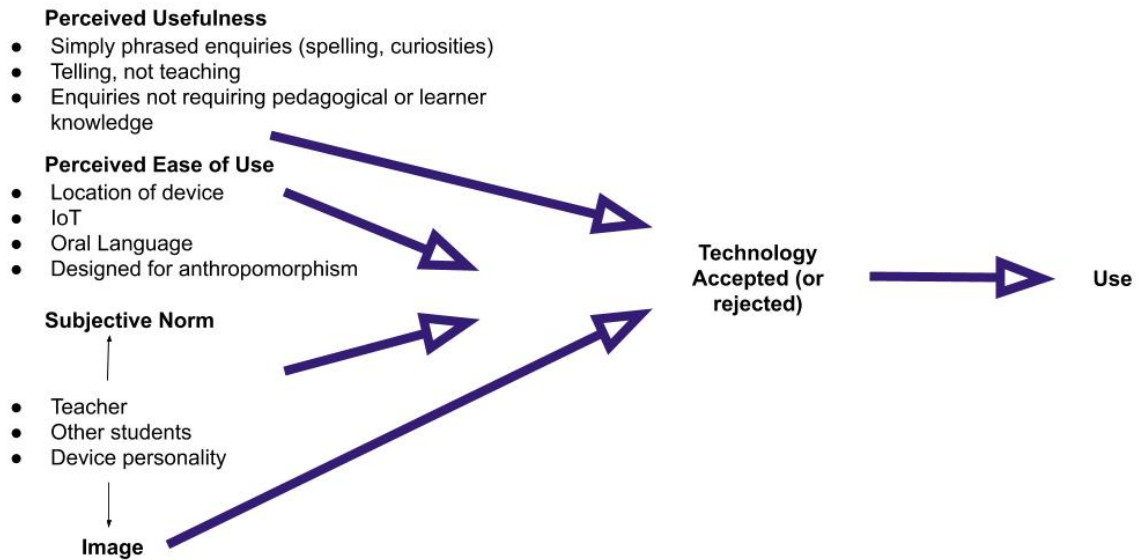 Perceived Usefulness
● Simply phrased enquiries (spelling, curiosities)
● Telling, not teaching
● Enquiries not requiring pedagogical or learner
knowledge
Perceived Ease of Use
● Location of device
● IoT
● Oral Language
● Designed for anthropomorphism
Subjective Norm
● Teacher
● Other students
● Device personality
Image
Technology
Accepted (or
rejected)
Use